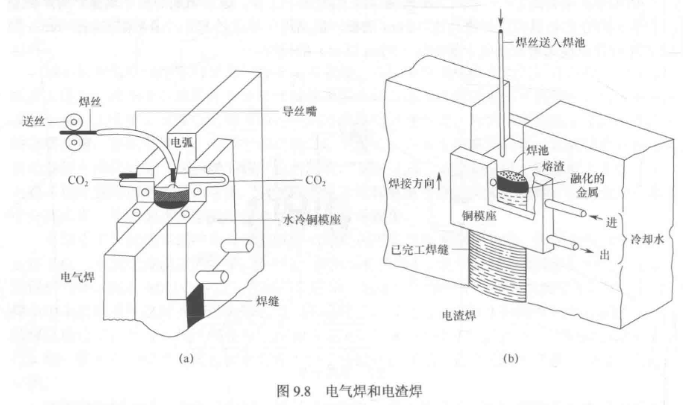 焊丝
送丝
电弧
导丝嘴
CO₂
CO₂
水冷铜模座
电气焊
焊缝
(a)
焊丝送入焊池
焊池
熔渣
融化的
金属
焊接方向
铜模座
进
冷却水
出
已完工焊缝
电渣焊
(b)
图 9.8 电气焊和电渣焊